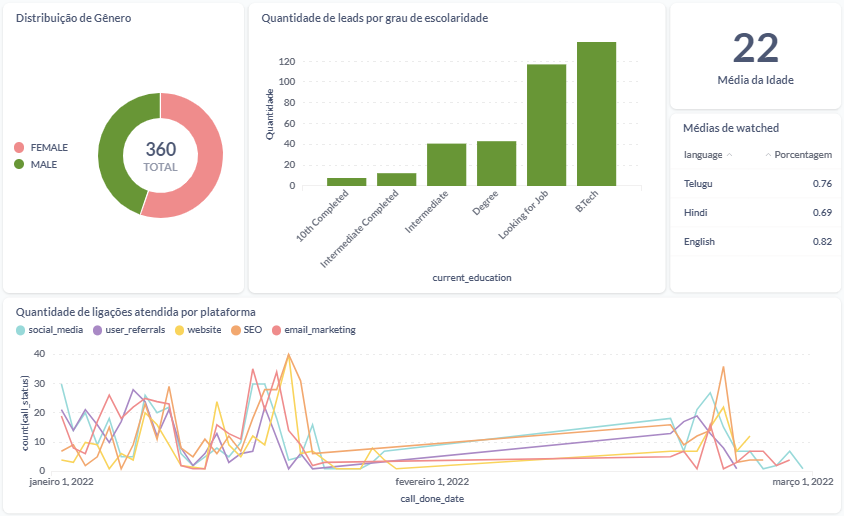 Distribuição de Gênero
FEMALE
MALE
360
TOTAL
Quantidade de leads por grau de escolaridade
Quantidade
120
100
80
60
40
20
0
10th Completed
Intermediate Completed
Intermediate
Degree
Looking for Job
B.Tech
current_education
22
Média da Idade
Médias de watched
language Porcentagem
Telugu 0.76
Hindi 0.69
English 0.82
Quantidade de ligações atendida por plataforma
social_media user_referrals website SEO email_marketing
count(call_status)
40
30
20
10
0
janeiro 1, 2022 fevereiro 1, 2022 março 1, 2022
call_done_date